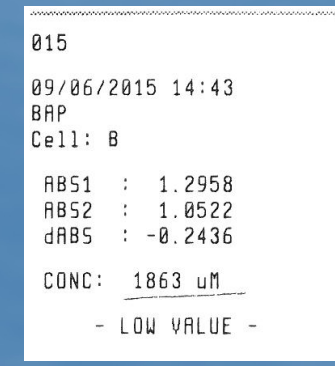 015
09/06/2015 14:43
BAP
Cell: B
ABS1 : 1.2958
ABS2 : 1.0522
dABS : -0.2436
CONC: 1863 uM
- LOW VALUE -